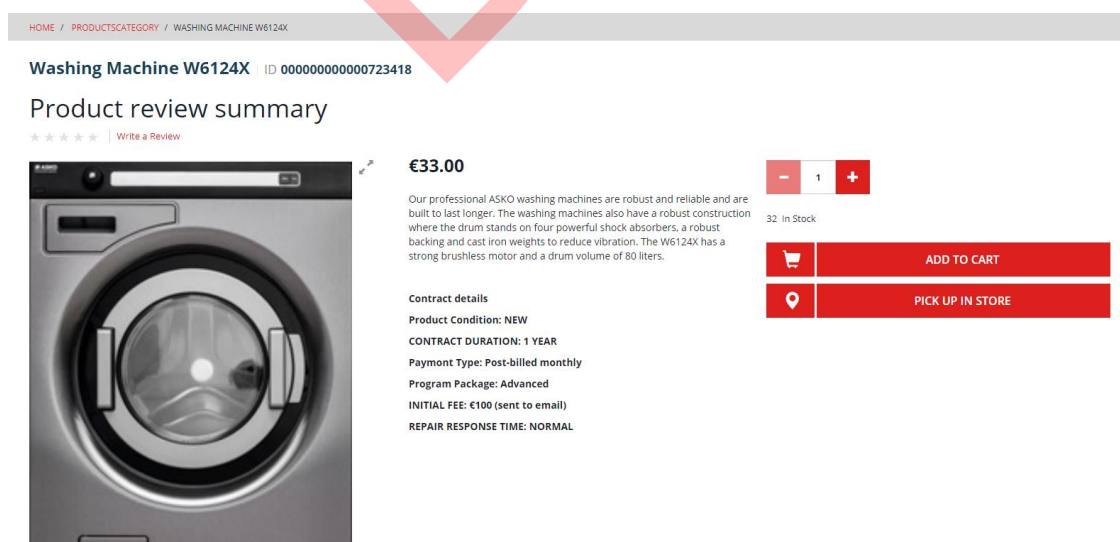 HOME / PRODUCTSCATEGORY / WASHING MACHINE W6124X
Washing Machine W6124X ID 000000000000723418
Product review summary
Write a Review
ASKO
€33.00
Our professional ASKO washing machines are robust and reliable and are
built to last longer. The washing machines also have a robust construction
where the drum stands on four powerful shock absorbers, a robust
backing and cast iron weights to reduce vibration. The W6124X has a
strong brushless motor and a drum volume of 80 liters.
Contract details
Product Condition: NEW
CONTRACT DURATION: 1 YEAR
Paymont Type: Post-billed monthly
Program Package: Advanced
INITIAL FEE: €100 (sent to email)
REPAIR RESPONSE TIME: NORMAL
− 1 +
32 In Stock
ADD TO CART
PICK UP IN STORE